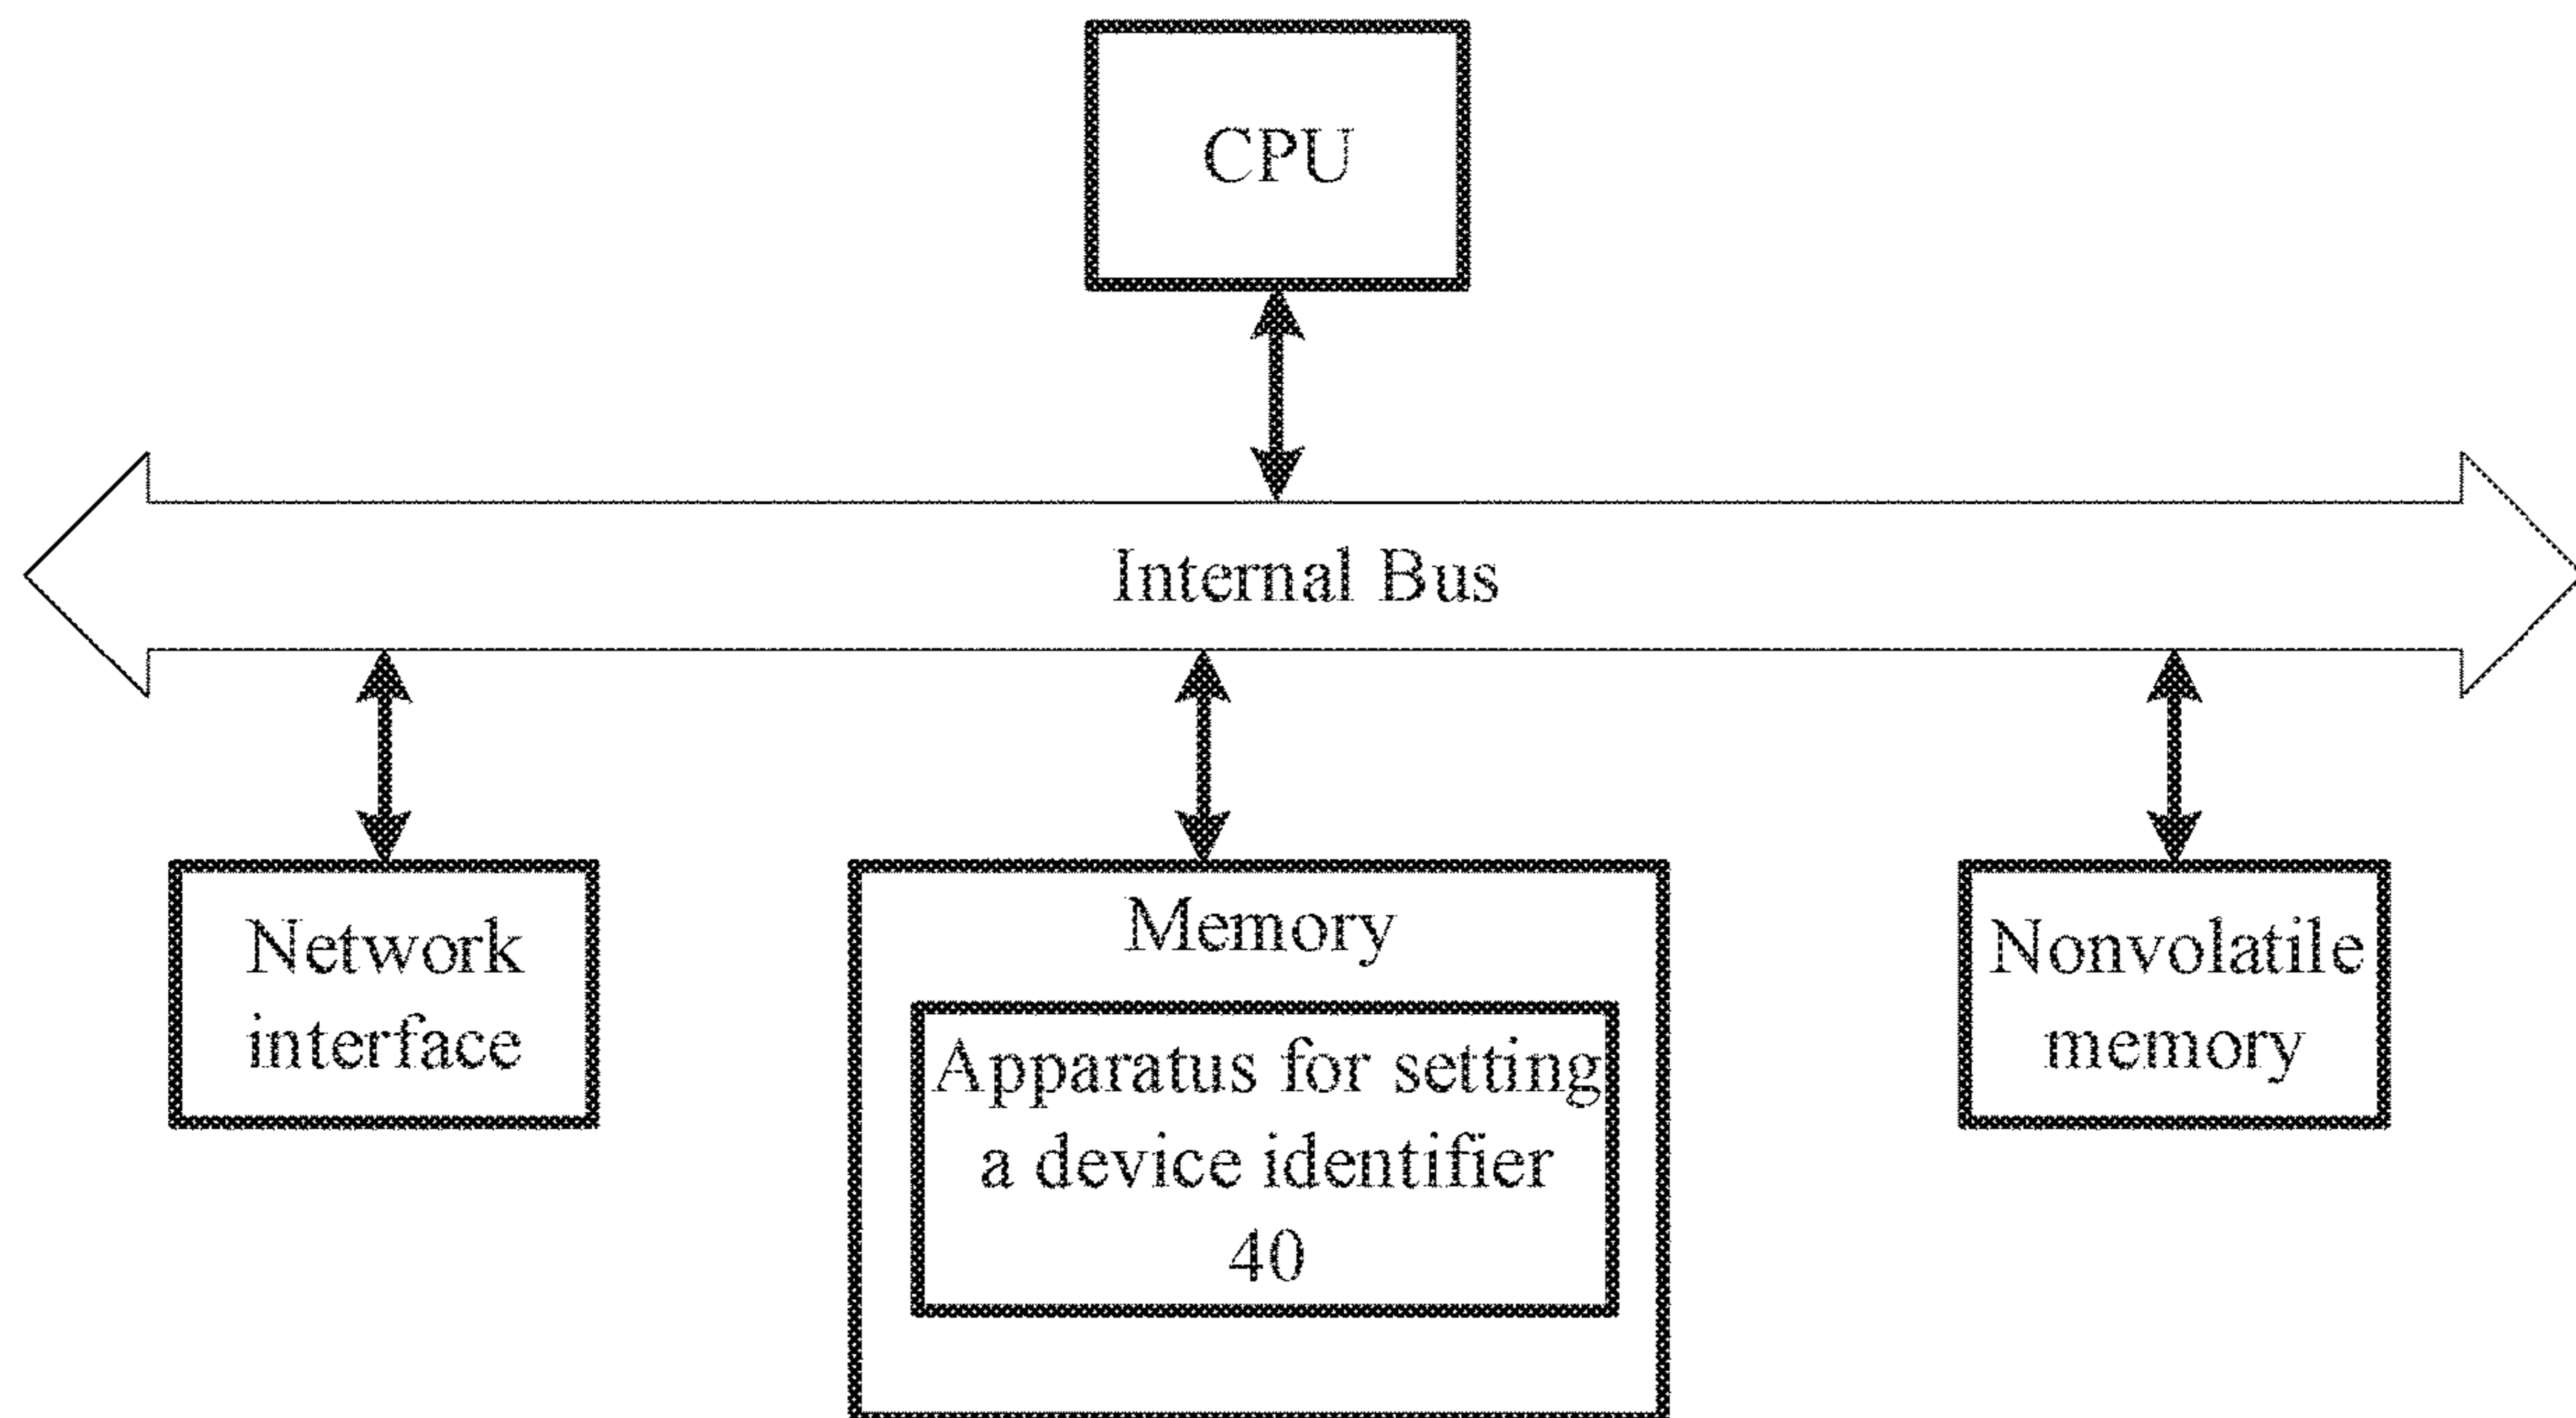 CPU
Internal Bus
Network
interface
Memory
Apparatus for setting
a device identifier
40
Nonvolatile
memory